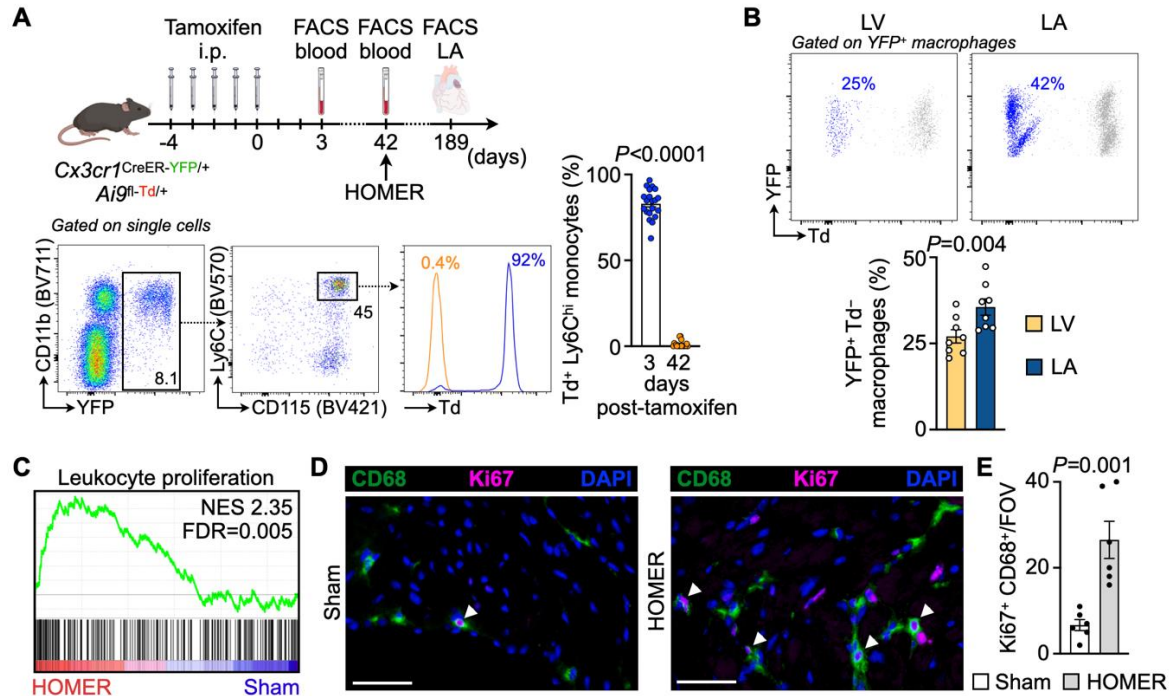 A
Tamoxifen
i.p.
FACS
blood
FACS
blood
FACS
LA
-4
0
3
42
189
(days)
HOMER
Cx3cr1CreER-YFP/+
Ai9fl-Td/+
Gated on single cells
CD11b (BV711)
8.1
YFP
Ly6C (BV570)
45
CD115 (BV421)
0.4%
92%
Td
P<0.0001
Td+ Ly6Chi monocytes (%)
100
50
0
3 42
days
post-tamoxifen
B
LV
LA
Gated on YFP+ macrophages
25%
42%
YFP
Td
P=0.004
YFP+ Td− macrophages (%)
50
25
0
LV
LA
C
Leukocyte proliferation
NES 2.35
FDR=0.005
HOMER
Sham
D
CD68 Ki67 DAPI
CD68 Ki67 DAPI
Sham
HOMER
E
P=0.001
Ki67+ CD68+/FOV
40
20
0
Sham
HOMER